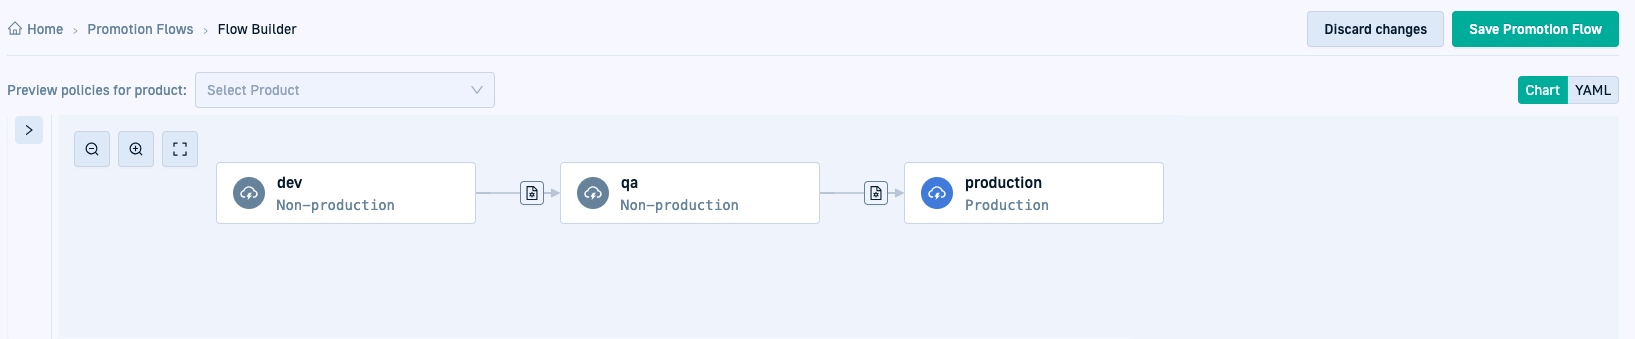 Home › Promotion Flows › Flow Builder
Discard changes
Save Promotion Flow
Preview policies for product:
Select Product
Chart
YAML
dev
Non-production
qa
Non-production
production
Production